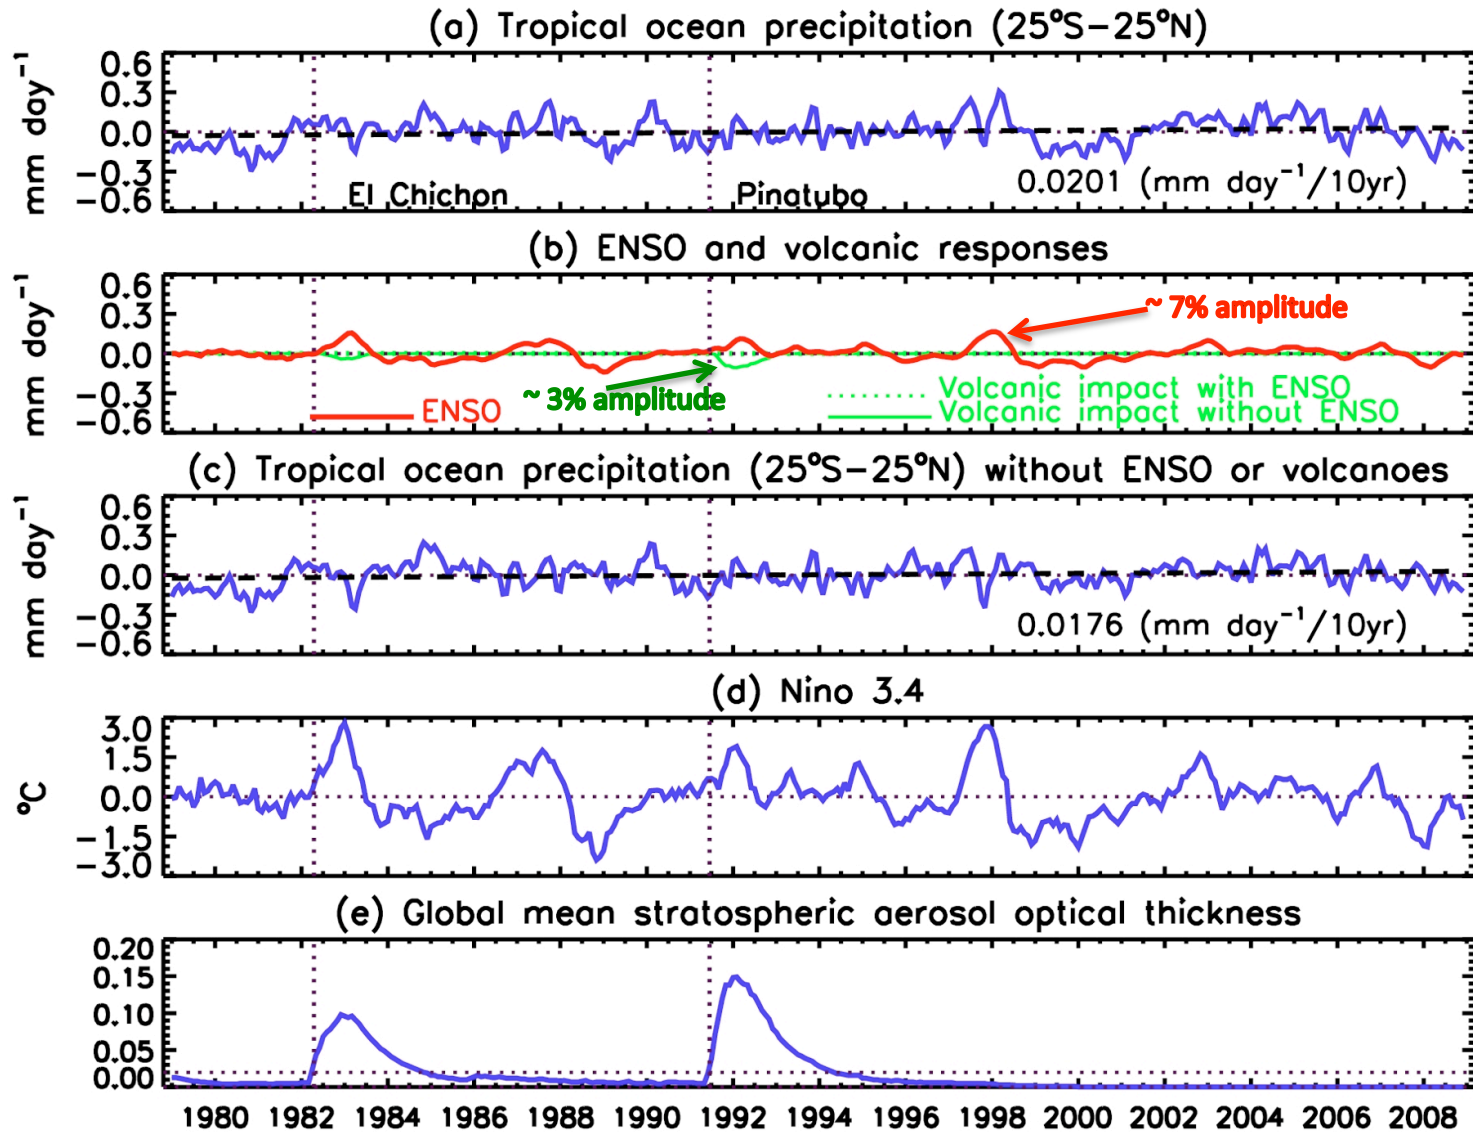 (a) Tropical ocean precipitation (25°S−25°N)
mm day⁻¹
0.6
0.3
0.0
−0.3
−0.6
El Chichon
Pinatubo
0.0201 (mm day⁻¹/10yr)
(b) ENSO and volcanic responses
mm day⁻¹
0.6
0.3
0.0
−0.3
−0.6
~ 7% amplitude
~ 3% amplitude
ENSO
Volcanic impact with ENSO
Volcanic impact without ENSO
(c) Tropical ocean precipitation (25°S−25°N) without ENSO or volcanoes
mm day⁻¹
0.6
0.3
0.0
−0.3
−0.6
0.0176 (mm day⁻¹/10yr)
(d) Nino 3.4
°C
3.0
1.5
0.0
−1.5
−3.0
(e) Global mean stratospheric aerosol optical thickness
0.20
0.15
0.10
0.05
0.00
1980 1982 1984 1986 1988 1990 1992 1994 1996 1998 2000 2002 2004 2006 2008